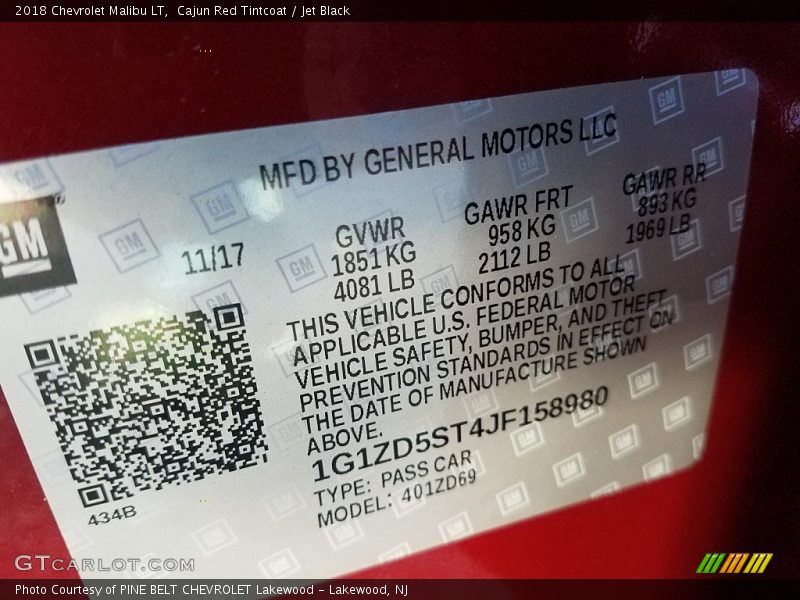 2018 Chevrolet Malibu LT,  Cajun Red Tintcoat / Jet Black
MFD BY GENERAL MOTORS LLC
GM
11/17
GVWR
1851 KG
4081 LB
GAWR FRT
958 KG
2112 LB
GAWR RR
893 KG
1969 LB
THIS VEHICLE CONFORMS TO ALL
APPLICABLE U.S. FEDERAL MOTOR
VEHICLE SAFETY, BUMPER, AND THEFT
PREVENTION STANDARDS IN EFFECT ON
THE DATE OF MANUFACTURE SHOWN
ABOVE.
1G1ZD5ST4JF158980
TYPE: PASS CAR
MODEL: 401ZD69
434B
GTCARLOT.COM
Photo Courtesy of PINE BELT CHEVROLET Lakewood – Lakewood, NJ